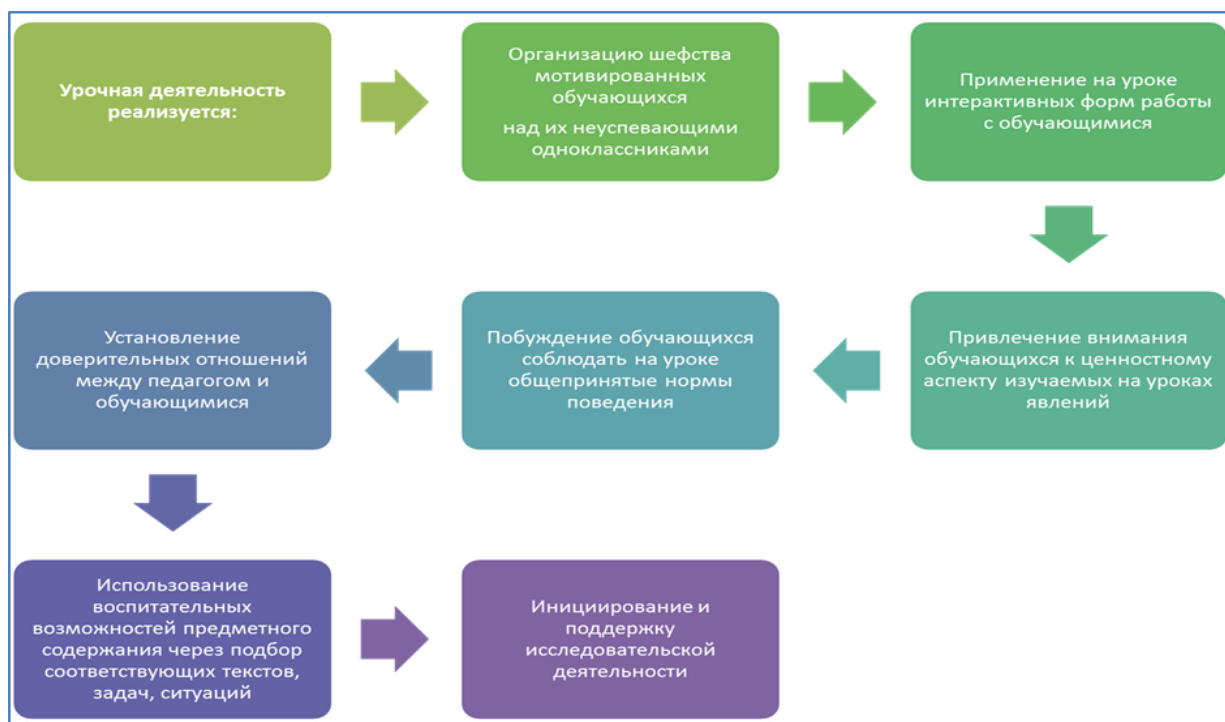 Урочная деятельность
реализуется:
Организацию шефства
мотивированных
обучающихся
над их неуспевающими
одноклассниками
Применение на уроке
интерактивных форм работы
с обучающимися
Привлечение внимания
обучающихся к ценностному
аспекту изучаемых на уроках
явлений
Побуждение обучающихся
соблюдать на уроке
общепринятые нормы
поведения
Установление
доверительных отношений
между педагогом и
обучающимися
Использование
воспитательных
возможностей предметного
содержания через подбор
соответствующих текстов,
задач, ситуаций
Инициирование и
поддержку
исследовательской
деятельности